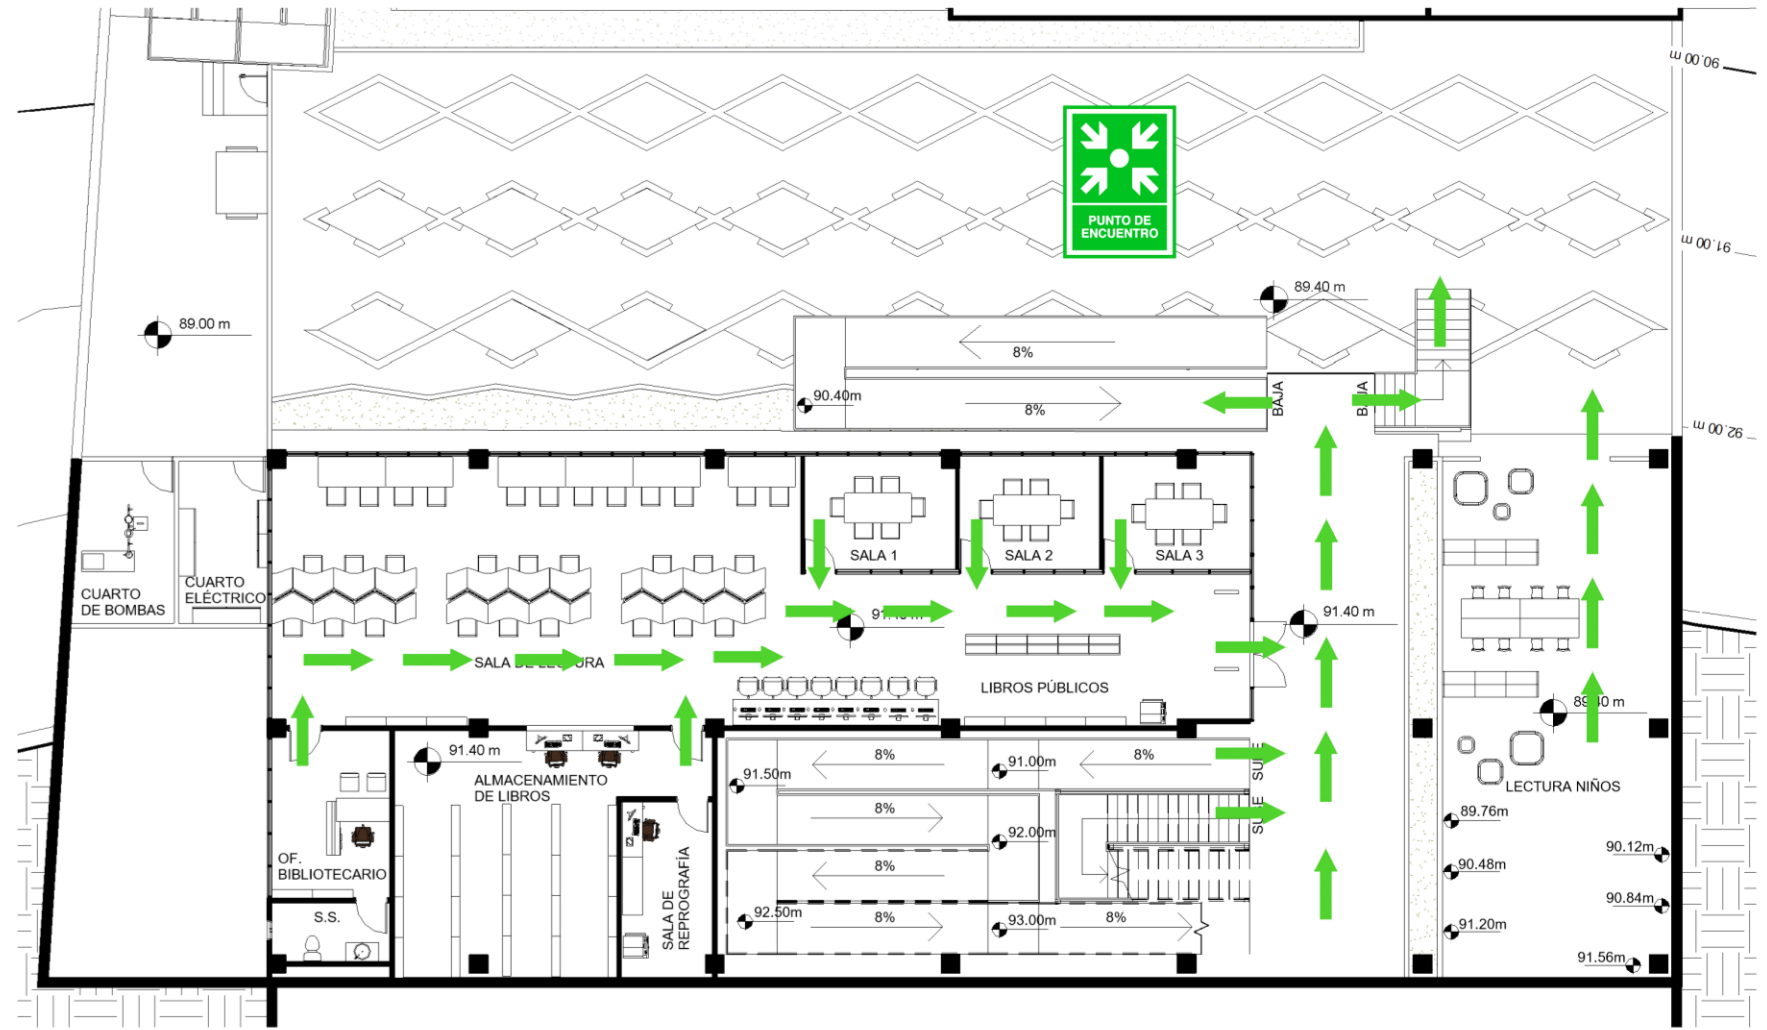 90.00 m
PUNTO DE
ENCUENTRO
91.00 m
89.40 m
89.00 m
8%
90.40m
8%
BAJA
BAJA
92.00 m
SALA 1
SALA 2
SALA 3
CUARTO
DE BOMBAS
CUARTO
ELÉCTRICO
91.40 m
SALA DE LECTURA
LIBROS PÚBLICOS
89.40 m
91.40 m
ALMACENAMIENTO
DE LIBROS
8%
8%
91.50m
91.00m
SUBE
LECTURA NIÑOS
8%
92.00m
SUBE
89.76m
OF.
BIBLIOTECARIO
8%
90.12m
90.48m
S.S.
SALA DE
REPROGRAFÍA
92.50m
8%
93.00m
8%
90.84m
91.20m
91.56m